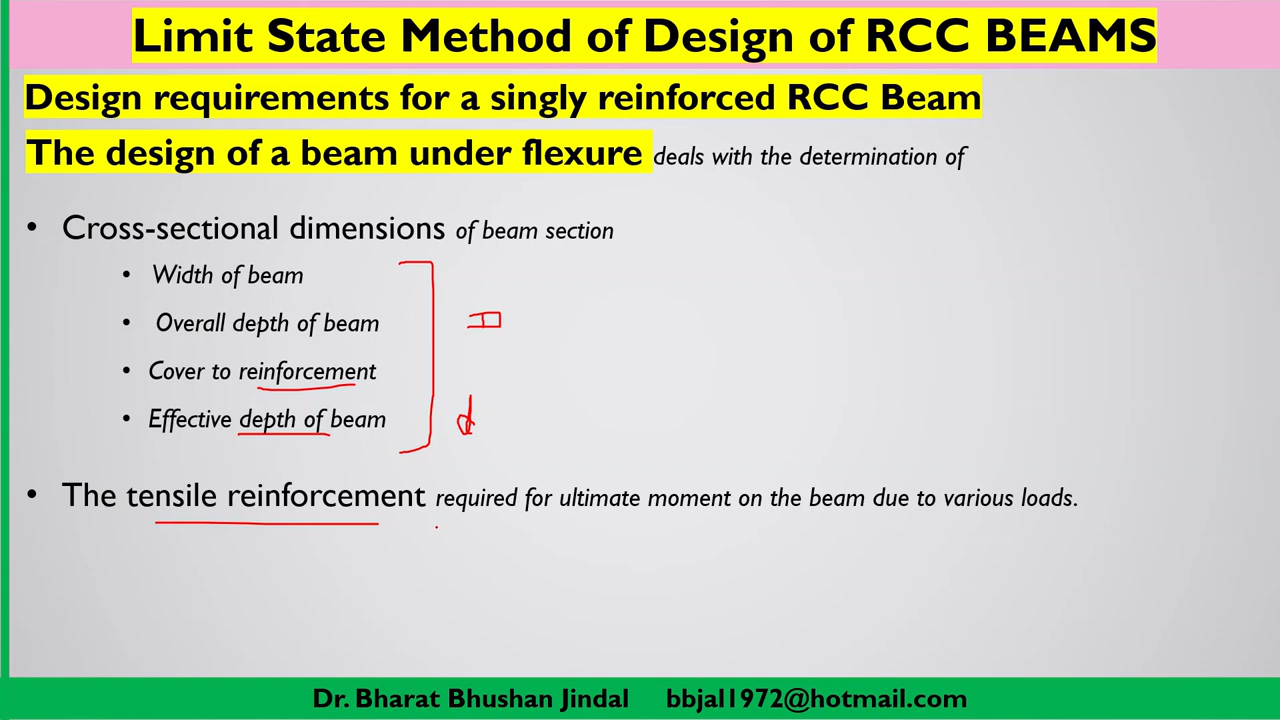 Limit State Method of Design of RCC BEAMS
Design requirements for a singly reinforced RCC Beam
The design of a beam under flexure deals with the determination of
• Cross-sectional dimensions of beam section
• Width of beam
• Overall depth of beam
• Cover to reinforcement
• Effective depth of beam
d
• The tensile reinforcement required for ultimate moment on the beam due to various loads.
Dr. Bharat Bhushan Jindal bbjal1972@hotmail.com